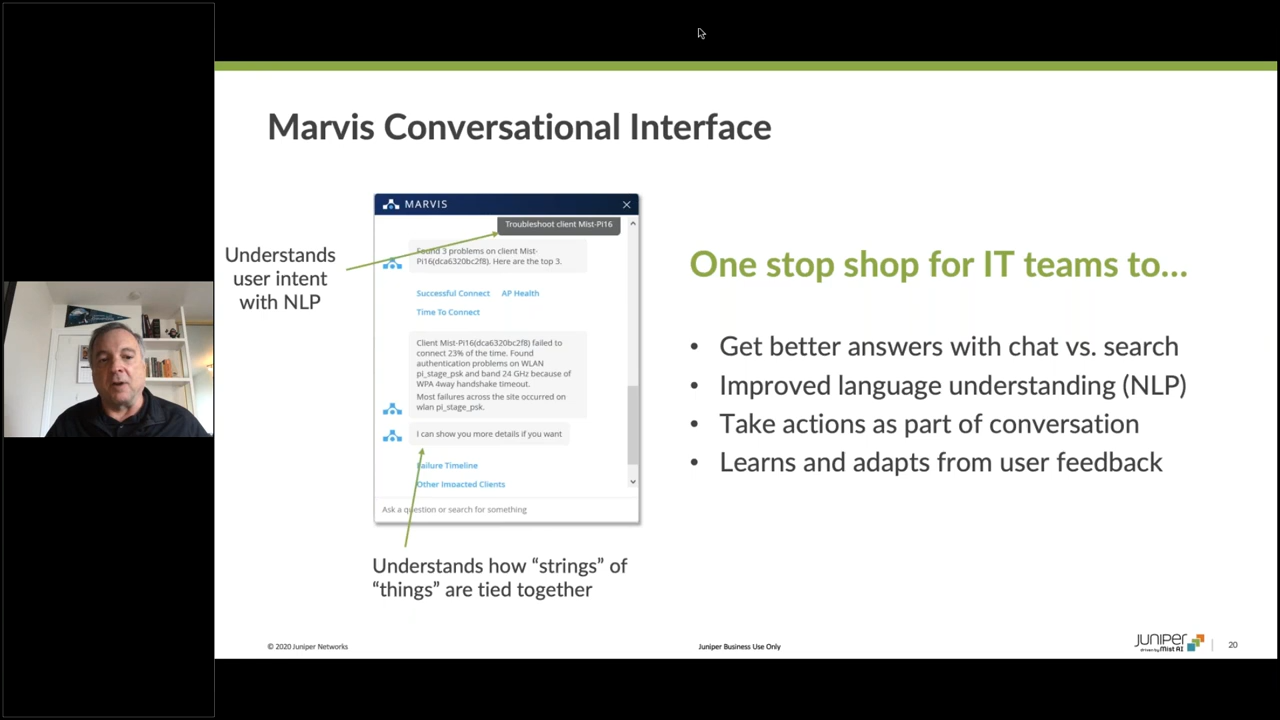 Marvis Conversational Interface
Understands
user intent
with NLP
MARVIS
Troubleshoot client Mist-Pi16
Found 3 problems on client Mist-
Pi16(dca6320bc2f8). Here are the top 3.
Successful Connect AP Health
Time To Connect
Client Mist-Pi16(dca6320bc2f8) failed to
connect 23% of the time. Found
authentication problems on WLAN
pi_stage_psk and band 24 GHz because of
WPA 4way handshake timeout.
Most failures across the site occurred on
wlan pi_stage_psk.
I can show you more details if you want
Failure Timeline
Other Impacted Clients
Ask a question or search for something
Understands how “strings” of
“things” are tied together
One stop shop for IT teams to...
• Get better answers with chat vs. search
• Improved language understanding (NLP)
• Take actions as part of conversation
• Learns and adapts from user feedback
© 2020 Juniper Networks
Juniper Business Use Only
JUNIPER
driven by Mist AI
20